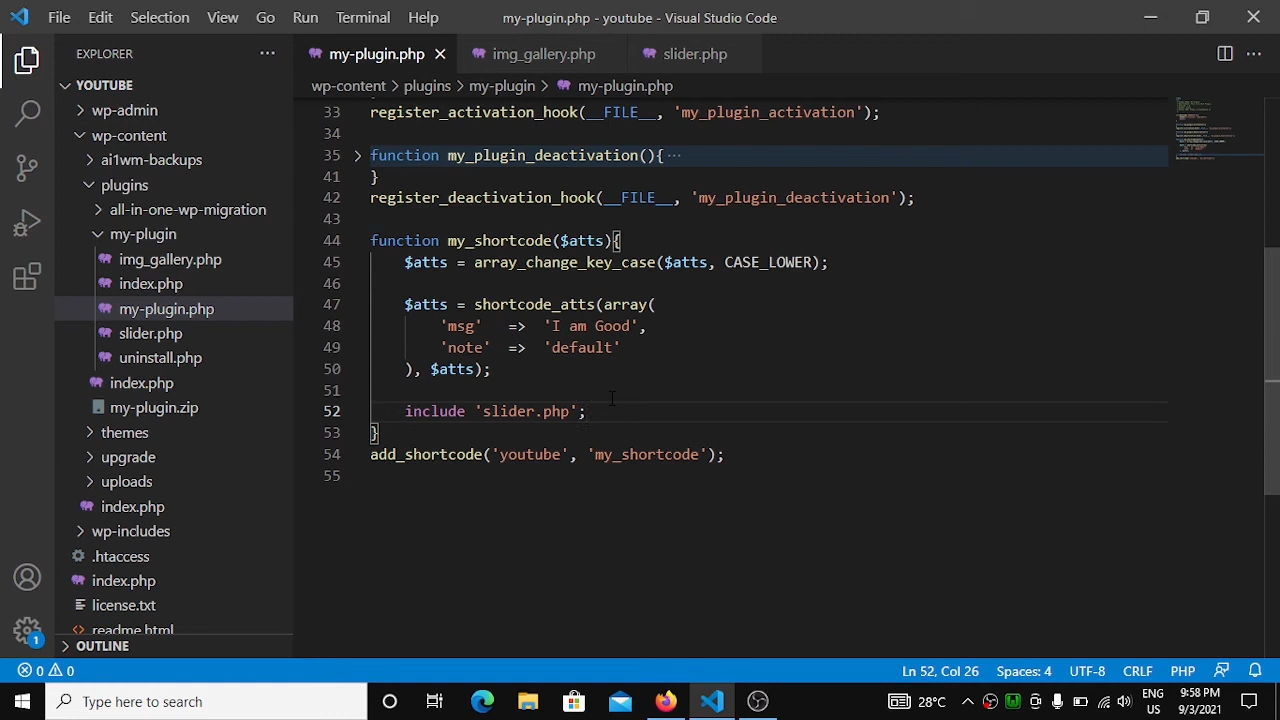 File Edit Selection View Go Run Terminal Help my-plugin.php - youtube - Visual Studio Code
EXPLORER
my-plugin.php img_gallery.php slider.php
wp-content plugins my-plugin my-plugin.php
YOUTUBE
wp-admin
wp-content
ai1wm-backups
plugins
all-in-one-wp-migration
my-plugin
img_gallery.php
index.php
my-plugin.php
slider.php
uninstall.php
index.php
my-plugin.zip
themes
upgrade
uploads
index.php
wp-includes
.htaccess
index.php
license.txt
readme.html
OUTLINE
33 register_activation_hook(__FILE__, 'my_plugin_activation');
34
35 function my_plugin_deactivation(){ ...
41 }
42 register_deactivation_hook(__FILE__, 'my_plugin_deactivation');
43
44 function my_shortcode($atts){
45 $atts = array_change_key_case($atts, CASE_LOWER);
46
47 $atts = shortcode_atts(array(
48 'msg' => 'I am Good',
49 'note' => 'default'
50 ), $atts);
51
52 include 'slider.php';
53 }
54 add_shortcode('youtube', 'my_shortcode');
55
1
0 0 Ln 52, Col 26 Spaces: 4 UTF-8 CRLF PHP
Type here to search
28°C
ENG
US
9:58 PM
9/3/2021